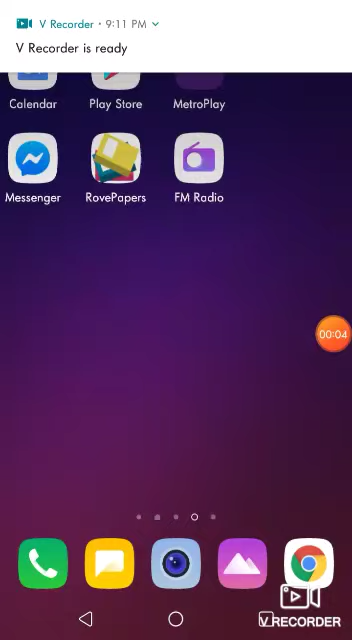 V Recorder • 9:11 PM
V Recorder is ready
Calendar
Play Store
MetroPlay
Messenger
RovePapers
FM Radio
00:04
V.RECORDER